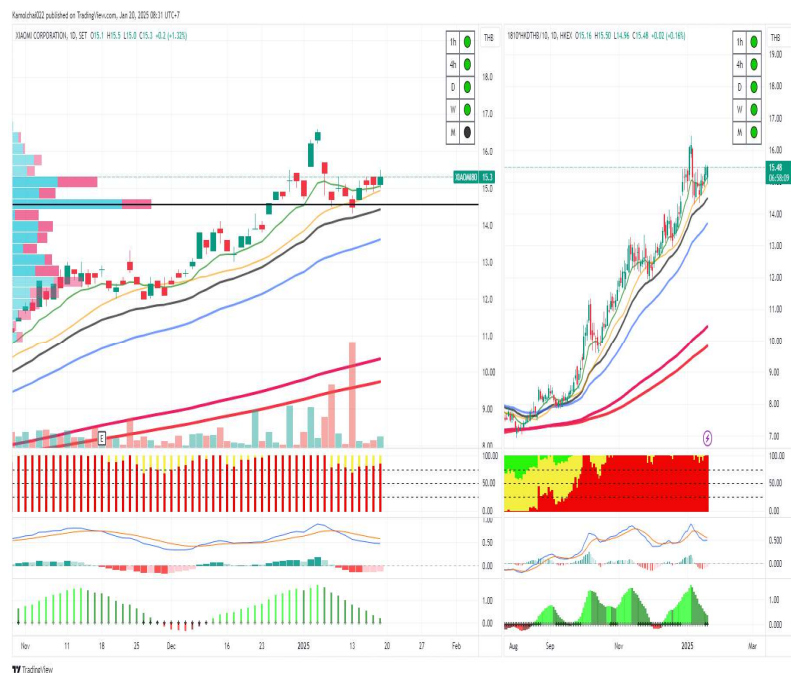 Kamolchai022 published on TradingView.com, Jan 20, 2025 08:31 UTC+7
XIAOMI CORPORATION, 1D, SET O15.1 H15.5 L15.0 C15.3 +0.2 (+1.32%)
THB
1h
4h
D
W
M
18.0
17.0
16.0
XIAOMI80 15.3
15.0
14.0
13.0
12.0
11.0
10.00
9.00
8.00
E
100.00
50.00
0.00
1.00
0.50
0.00
1.00
0.00
Nov 11 18 25 Dec 16 23 2025 13 20 27 Feb
1810*HKDTHB/10, 1D, HKEX O15.16 H15.50 L14.96 C15.48 +0.02 (+0.16%)
THB
1h
4h
D
W
M
19.00
18.00
17.00
16.00
15.48
06:58:09
14.00
13.00
12.00
11.00
10.00
9.00
8.00
7.00
100.00
50.00
0.00
0.500
0.000
1.00
0.000
Aug Sep Nov 2025 Mar
TradingView